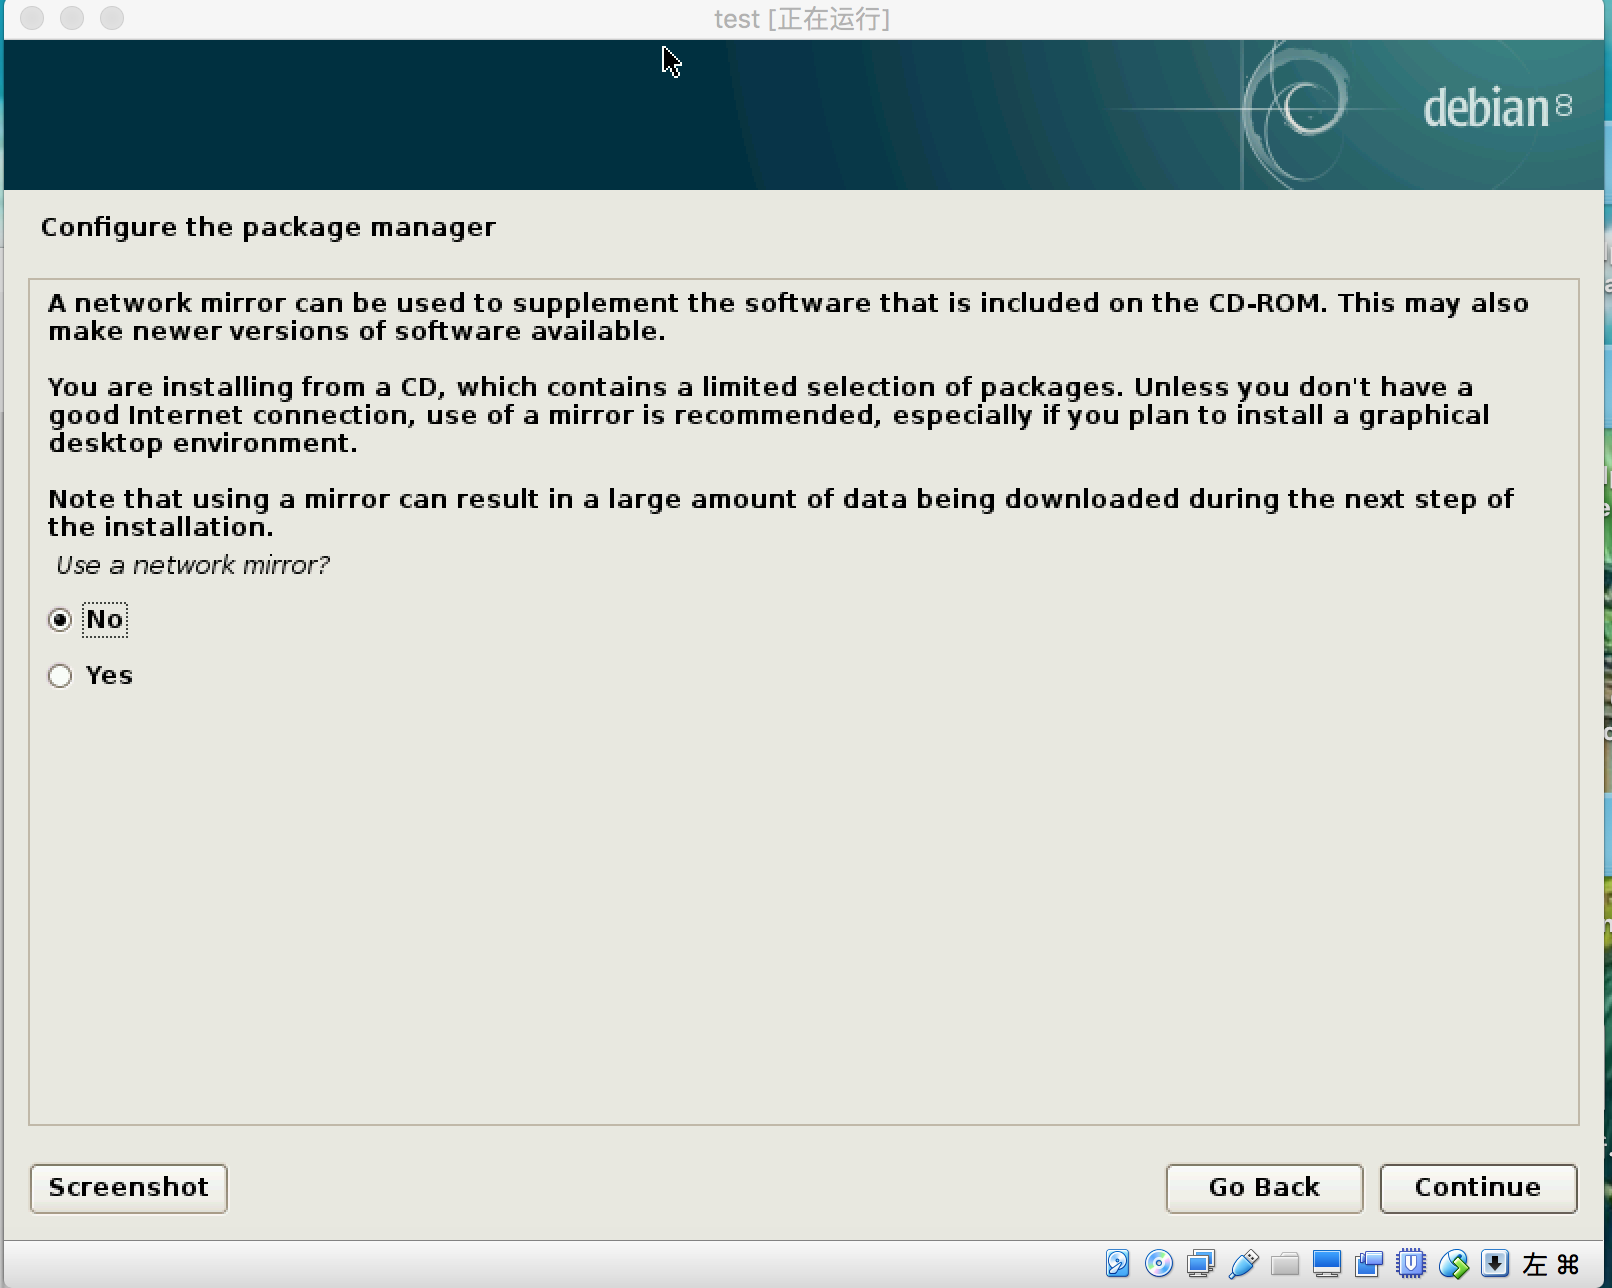 test [正在运行]
debian 8
Configure the package manager
A network mirror can be used to supplement the software that is included on the CD-ROM. This may also
make newer versions of software available.
You are installing from a CD, which contains a limited selection of packages. Unless you don't have a
good Internet connection, use of a mirror is recommended, especially if you plan to install a graphical
desktop environment.
Note that using a mirror can result in a large amount of data being downloaded during the next step of
the installation.
Use a network mirror?
No
Yes
Screenshot
Go Back
Continue
左 ⌘